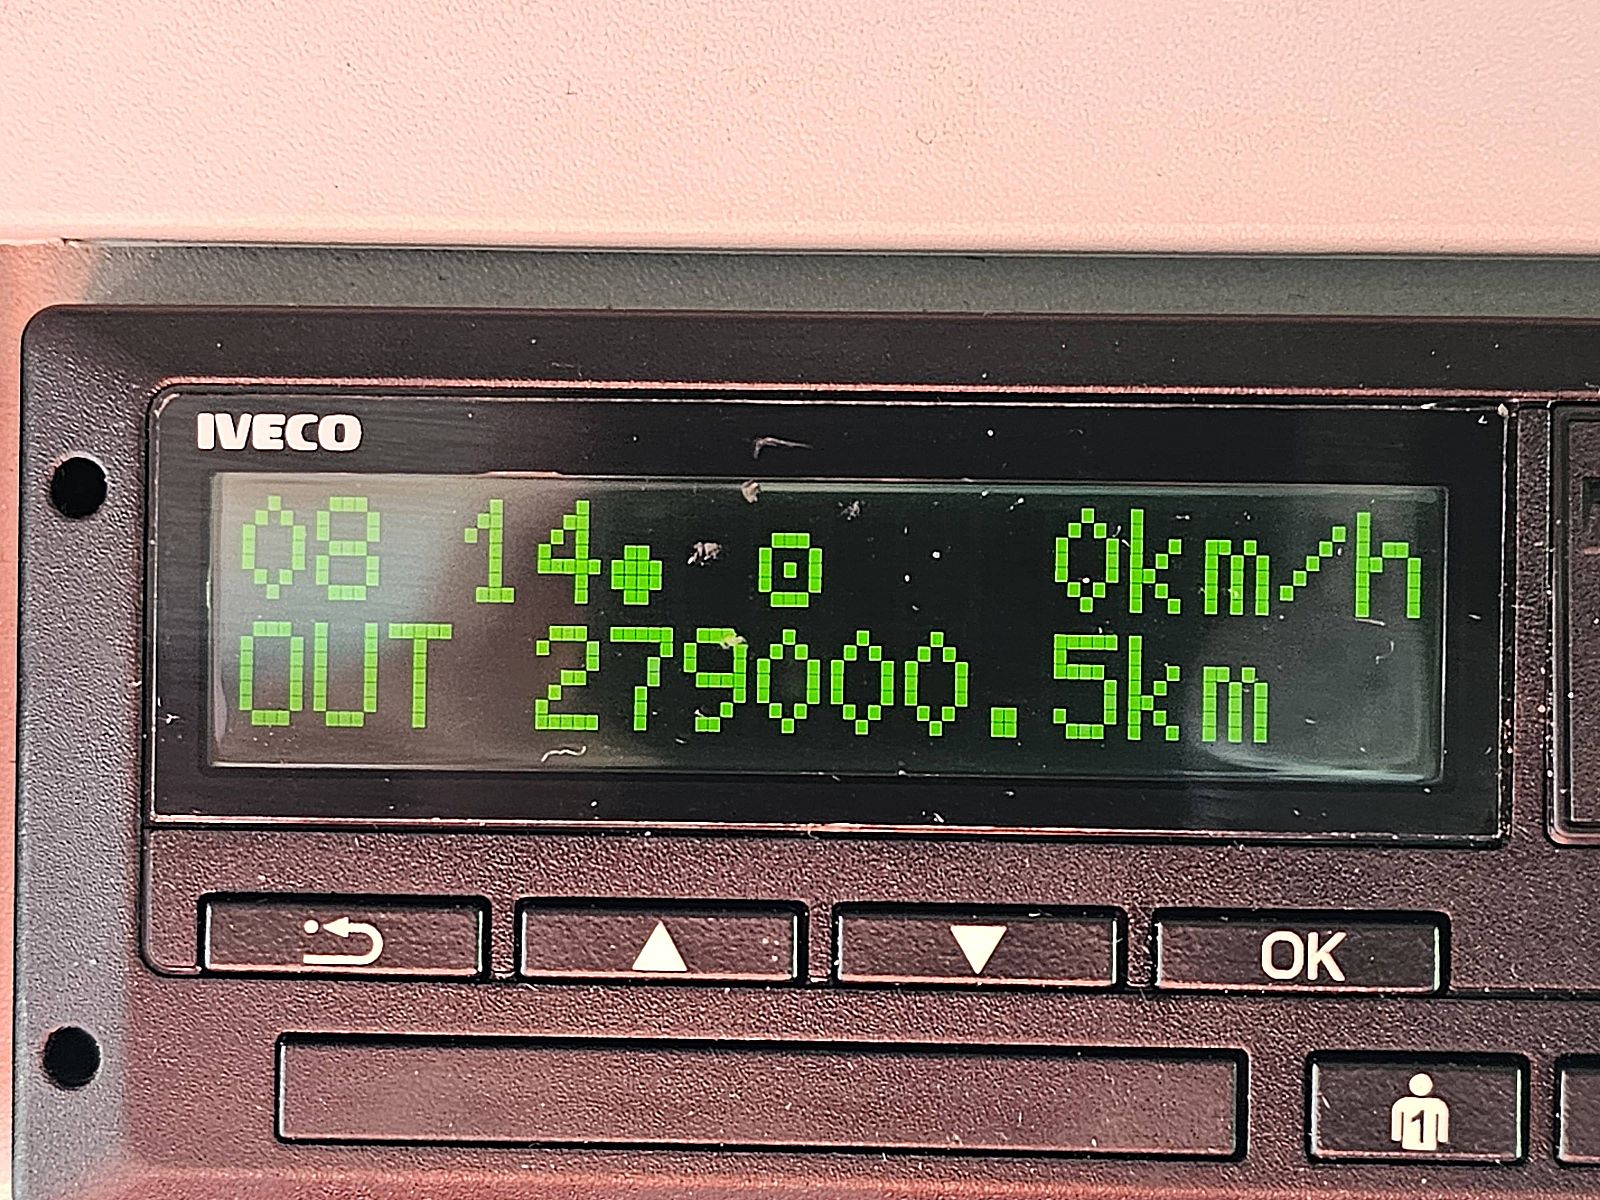 IVECO
08 14● ⊙ 0km/h
OUT 279000.5km
OK
1